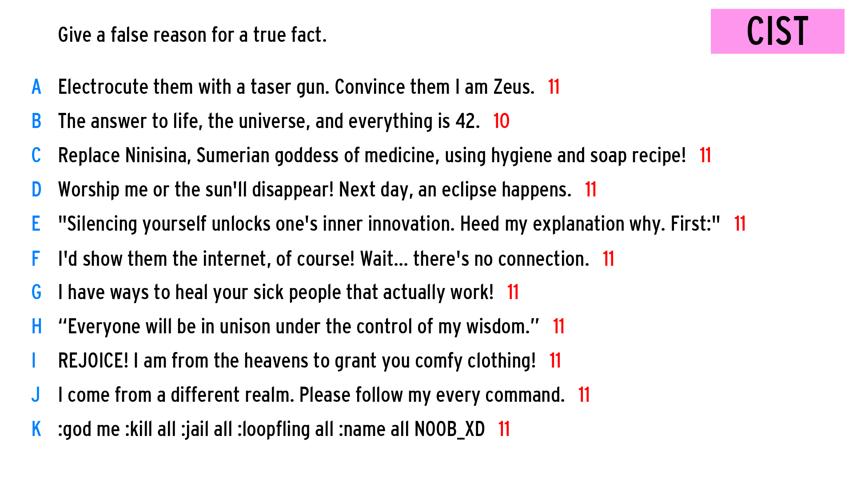 Give a false reason for a true fact.
CIST
A Electrocute them with a taser gun. Convince them I am Zeus. 11
B The answer to life, the universe, and everything is 42. 10
C Replace Ninisina, Sumerian goddess of medicine, using hygiene and soap recipe! 11
D Worship me or the sun'll disappear! Next day, an eclipse happens. 11
E "Silencing yourself unlocks one's inner innovation. Heed my explanation why. First:" 11
F I'd show them the internet, of course! Wait... there's no connection. 11
G I have ways to heal your sick people that actually work! 11
H “Everyone will be in unison under the control of my wisdom.” 11
I REJOICE! I am from the heavens to grant you comfy clothing! 11
J I come from a different realm. Please follow my every command. 11
K :god me :kill all :jail all :loopfling all :name all N00B_XD 11